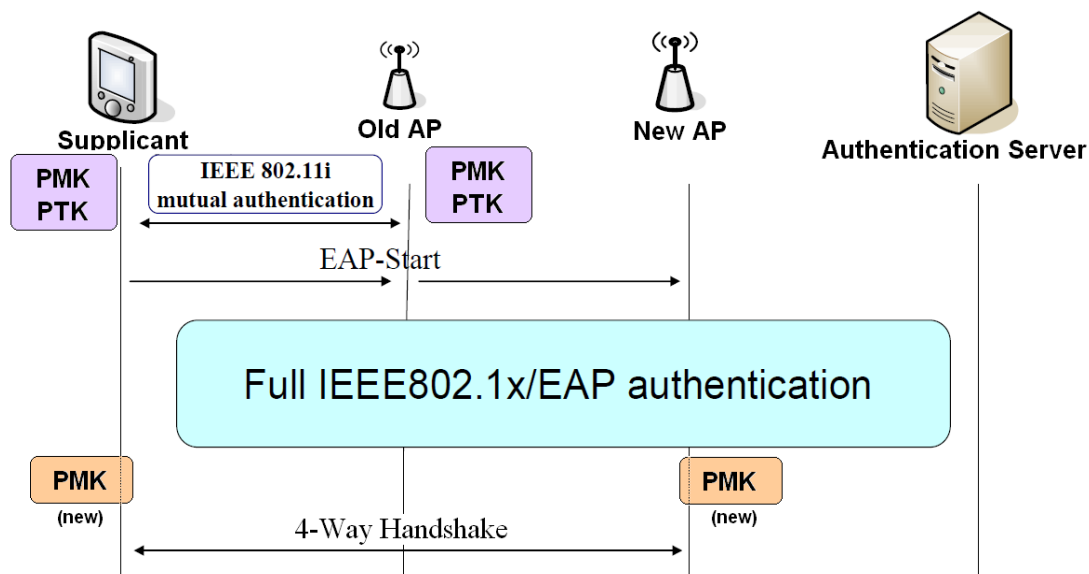 Supplicant
Old AP
New AP
Authentication Server
PMK
PTK
IEEE 802.11i
mutual authentication
PMK
PTK
EAP-Start
Full IEEE802.1x/EAP authentication
PMK
(new)
PMK
(new)
4-Way Handshake